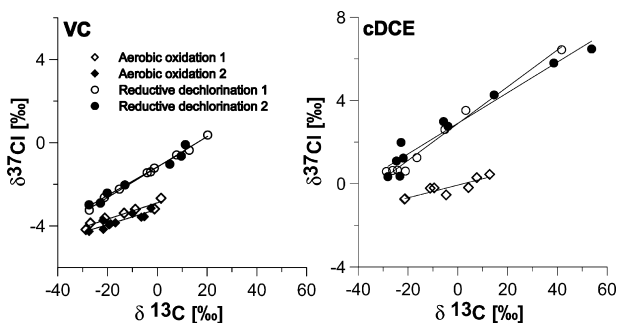 VC
Aerobic oxidation 1
Aerobic oxidation 2
Reductive dechlorination 1
Reductive dechlorination 2
δ37Cl [‰]
4
0
-4
-40
-20
0
20
40
60
δ 13C [‰]
cDCE
δ37Cl [‰]
8
4
0
-4
-40
-20
0
20
40
60
δ 13C [‰]